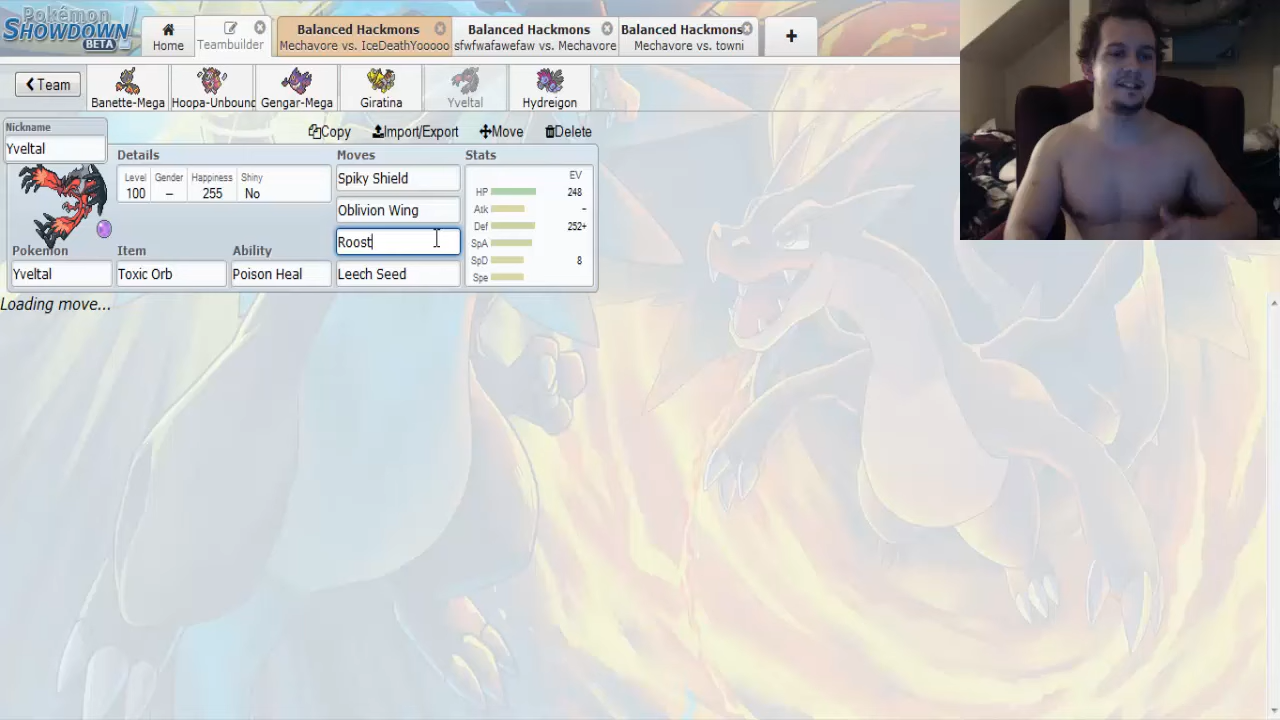 Pokémon
SHOWDOWN
BETA
Home
Teambuilder
Balanced Hackmons
Mechavore vs. IceDeathYooooo
Balanced Hackmons
sfwfwafawefaw vs. Mechavore
Balanced Hackmons
Mechavore vs. towni
+
Team
Banette-Mega
Hoopa-Unbound
Gengar-Mega
Giratina
Yveltal
Hydreigon
Copy
Import/Export
Move
Delete
Nickname
Yveltal
Details
Level Gender Happiness Shiny
100 – 255 No
Pokemon
Yveltal
Item
Toxic Orb
Ability
Poison Heal
Moves
Spiky Shield
Oblivion Wing
Roost
Leech Seed
Stats
EV
HP 248
Atk -
Def 252+
SpA
SpD 8
Spe
Loading move...